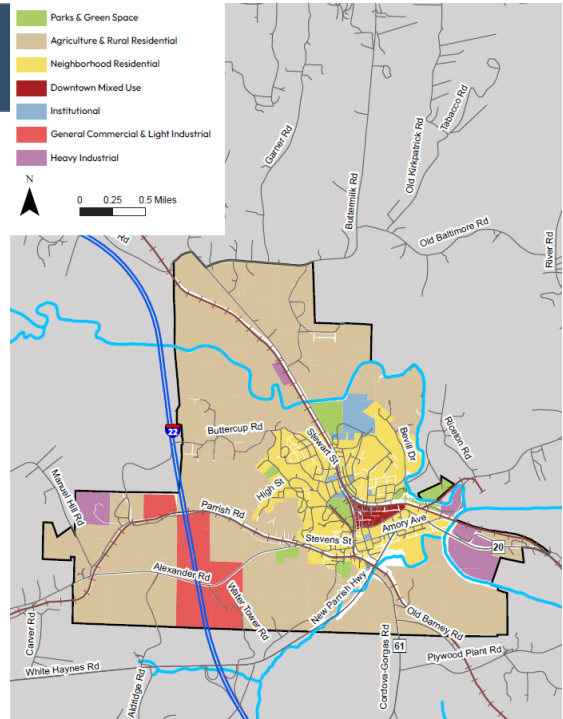 Parks & Green Space
Agriculture & Rural Residential
Neighborhood Residential
Downtown Mixed Use
Institutional
General Commercial & Light Industrial
Heavy Industrial
N
0 0.25 0.5 Miles
Garner Rd
Buttermilk Rd
Old Kirkpatrick Rd
Tabacco Rd
Old Baltimore Rd
River Rd
Rd
22
Buttercup Rd
Stewart St
Bevill Dr
Riceton Rd
High St
Manuel Hill Rd
Parrish Rd
Amory Ave
Stevens St
20
Alexander Rd
Water Tower Rd
New Parrish Hwy
Old Barney Rd
Carver Rd
61
Plywood Plant Rd
White Haynes Rd
Aldridge Rd
Cordova-Gorgas Rd